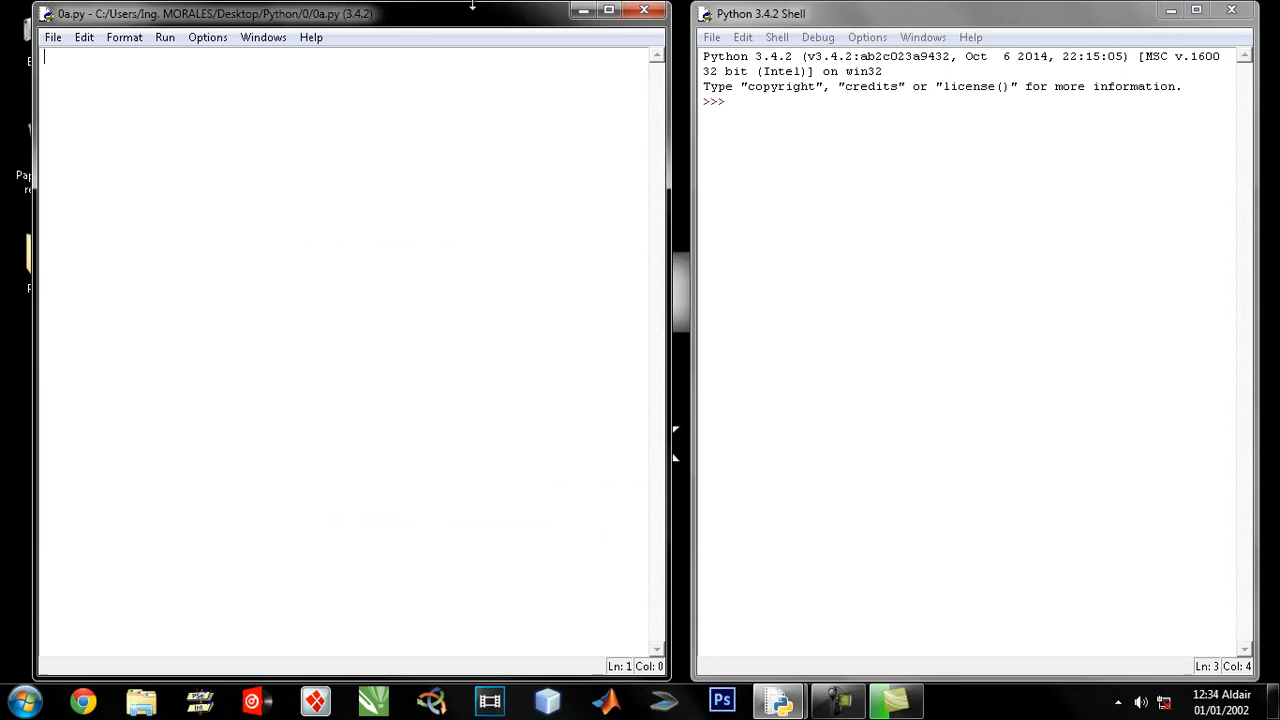 0a.py - C:/Users/Ing. MORALES/Desktop/Python/0/0a.py (3.4.2)
File Edit Format Run Options Windows Help
Ln: 1 Col: 0
Python 3.4.2 Shell
File Edit Shell Debug Options Windows Help
Python 3.4.2 (v3.4.2:ab2c023a9432, Oct  6 2014, 22:15:05) [MSC v.1600
32 bit (Intel)] on win32
Type "copyright", "credits" or "license()" for more information.
>>>
Ln: 3 Col: 4
Pap
re
Ps
12:34 Aldair
01/01/2002